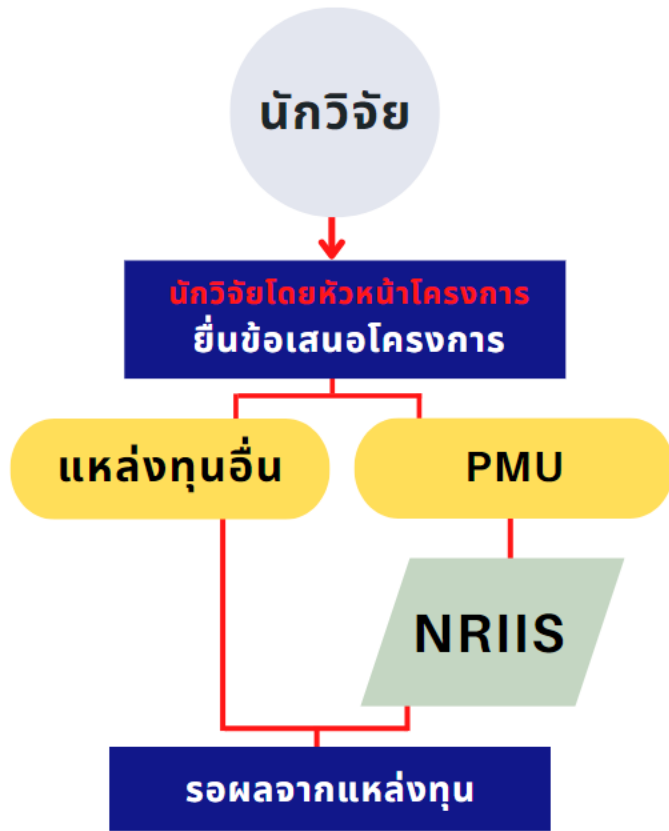 นักวิจัย
นักวิจัยโดยหัวหน้าโครงการ
ยื่นข้อเสนอโครงการ
แหล่งทุนอื่น
PMU
NRIIS
รอผลจากแหล่งทุน